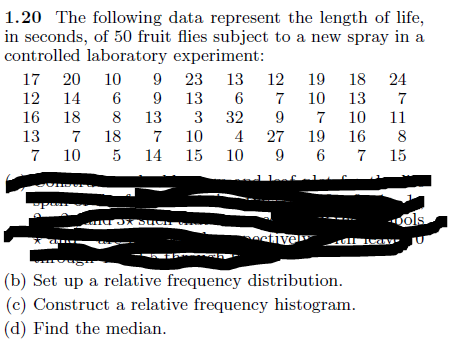 1.20 The following data represent the length of life,
in seconds, of 50 fruit flies subject to a new spray in a
controlled laboratory experiment:
17 20 10 9 23 13 12 19 18 24
12 14 6 9 13 6 7 10 13 7
16 18 8 13 3 32 9 7 10 11
13 7 18 7 10 4 27 19 16 8
7 10 5 14 15 10 9 6 7 15
(b) Set up a relative frequency distribution.
(c) Construct a relative frequency histogram.
(d) Find the median.